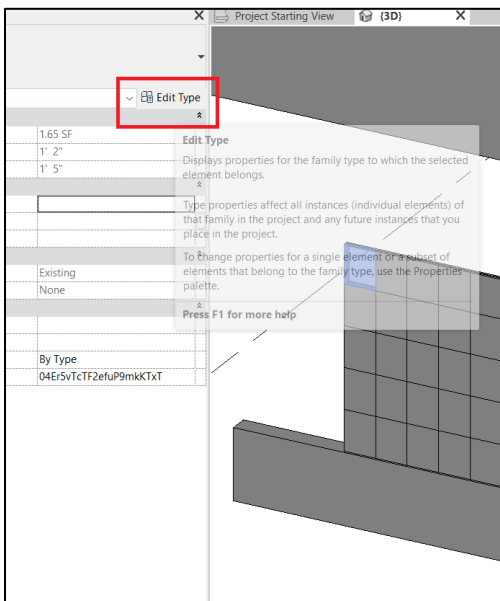 Project Starting View
{3D}
Edit Type
1.65 SF
1' 2"
1' 5"
Edit Type
Displays properties for the family type to which the selected
element belongs.
Type properties affect all instances (individual elements) of
that family in the project and any future instances that you
place in the project.
To change properties for a single element or a subset of
elements that belong to the family type, use the Properties
palette.
Press F1 for more help
Existing
None
By Type
04Er5vTcTF2efuP9mkKTxT